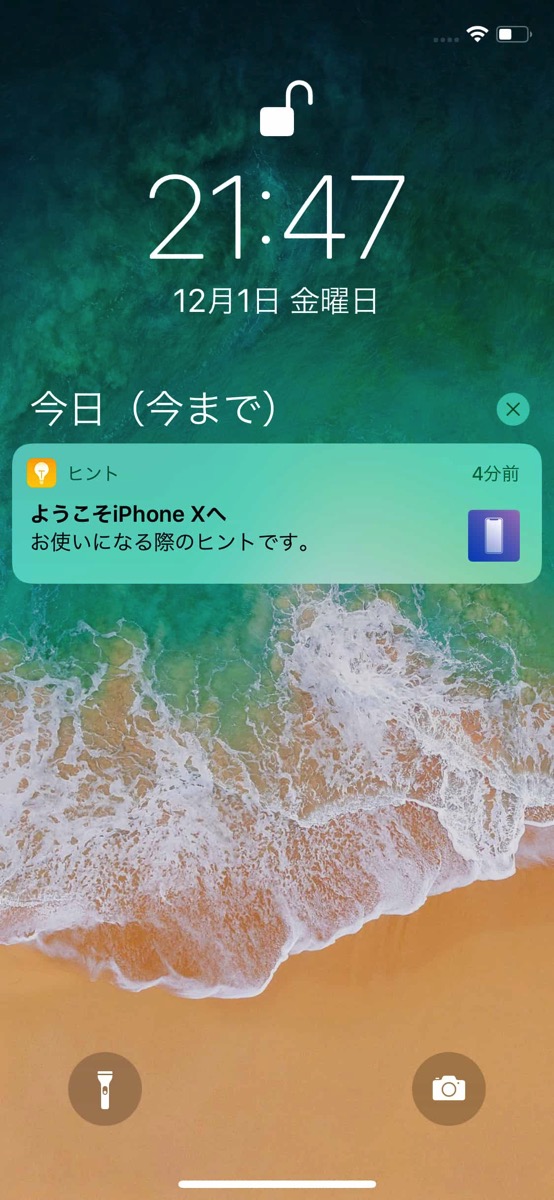 21:47
12月1日 金曜日
今日（今まで）
ヒント
4分前
ようこそiPhone Xへ
お使いになる際のヒントです。